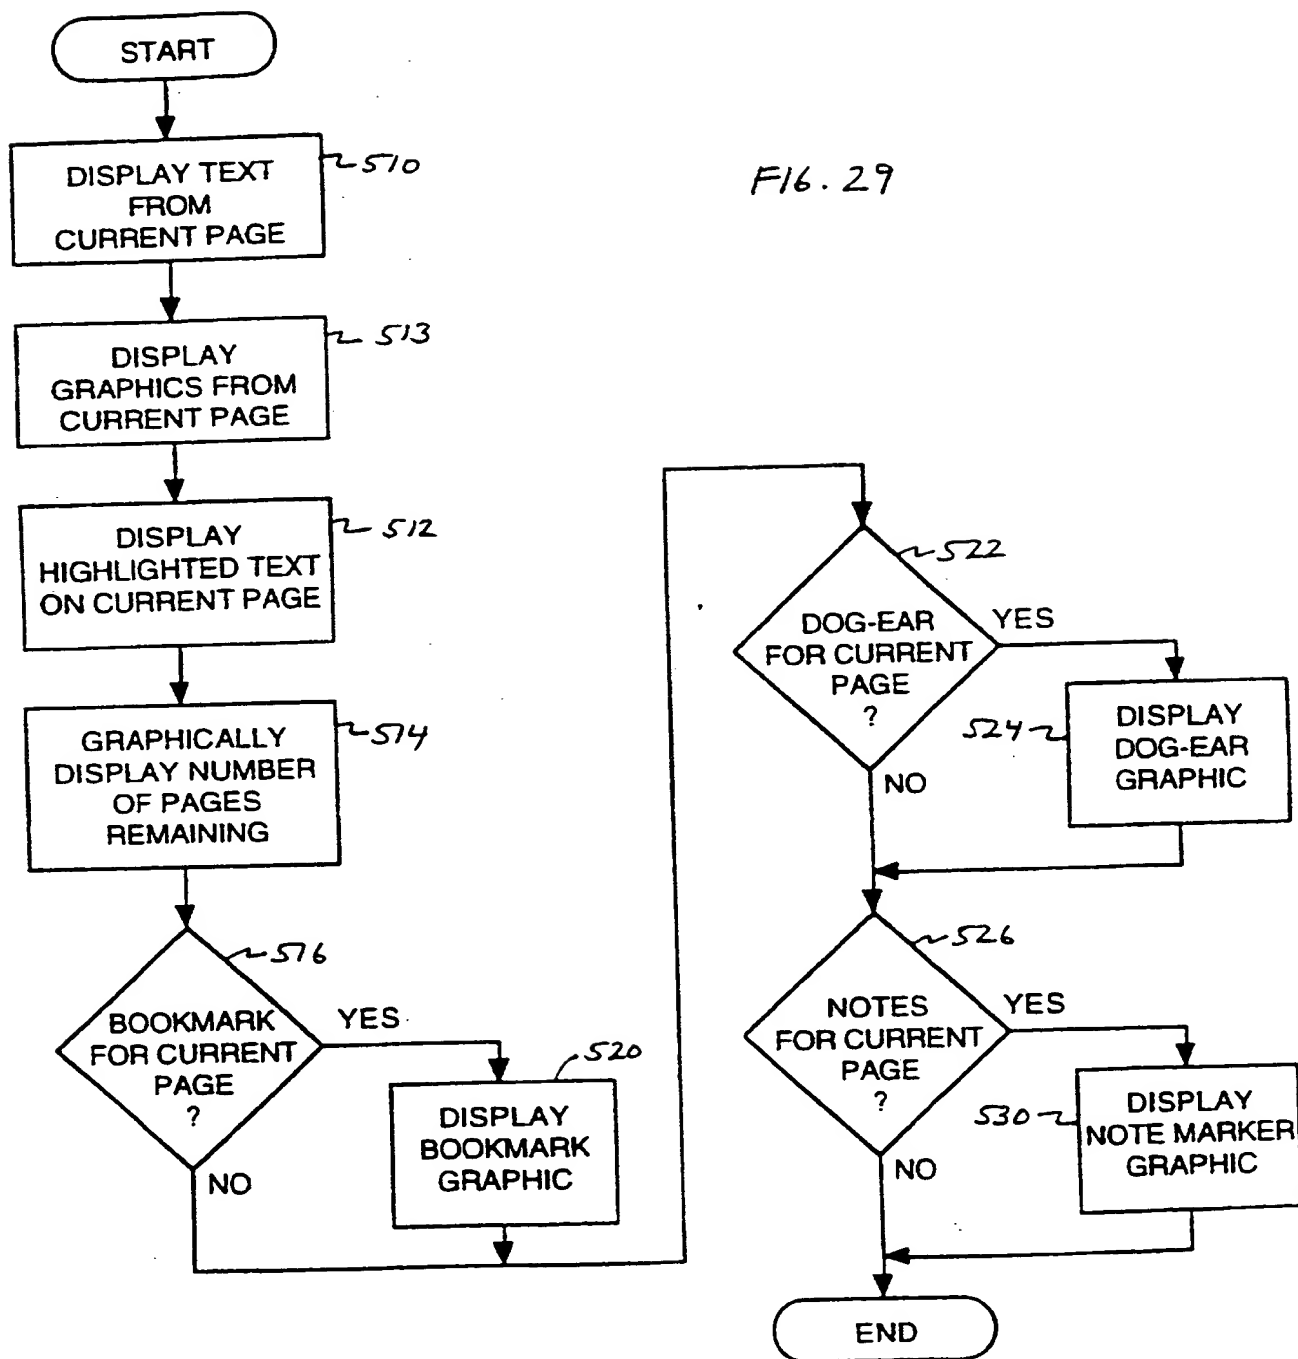 START
DISPLAY TEXT
FROM
CURRENT PAGE
510
FIG. 29
DISPLAY
GRAPHICS FROM
CURRENT PAGE
513
DISPLAY
HIGHLIGHTED TEXT
ON CURRENT PAGE
512
GRAPHICALLY
DISPLAY NUMBER
OF PAGES
REMAINING
514
BOOKMARK
FOR CURRENT
PAGE
?
516
YES
NO
DISPLAY
BOOKMARK
GRAPHIC
520
DOG-EAR
FOR CURRENT
PAGE
?
522
YES
NO
DISPLAY
DOG-EAR
GRAPHIC
524
NOTES
FOR CURRENT
PAGE
?
526
YES
NO
DISPLAY
NOTE MARKER
GRAPHIC
530
END